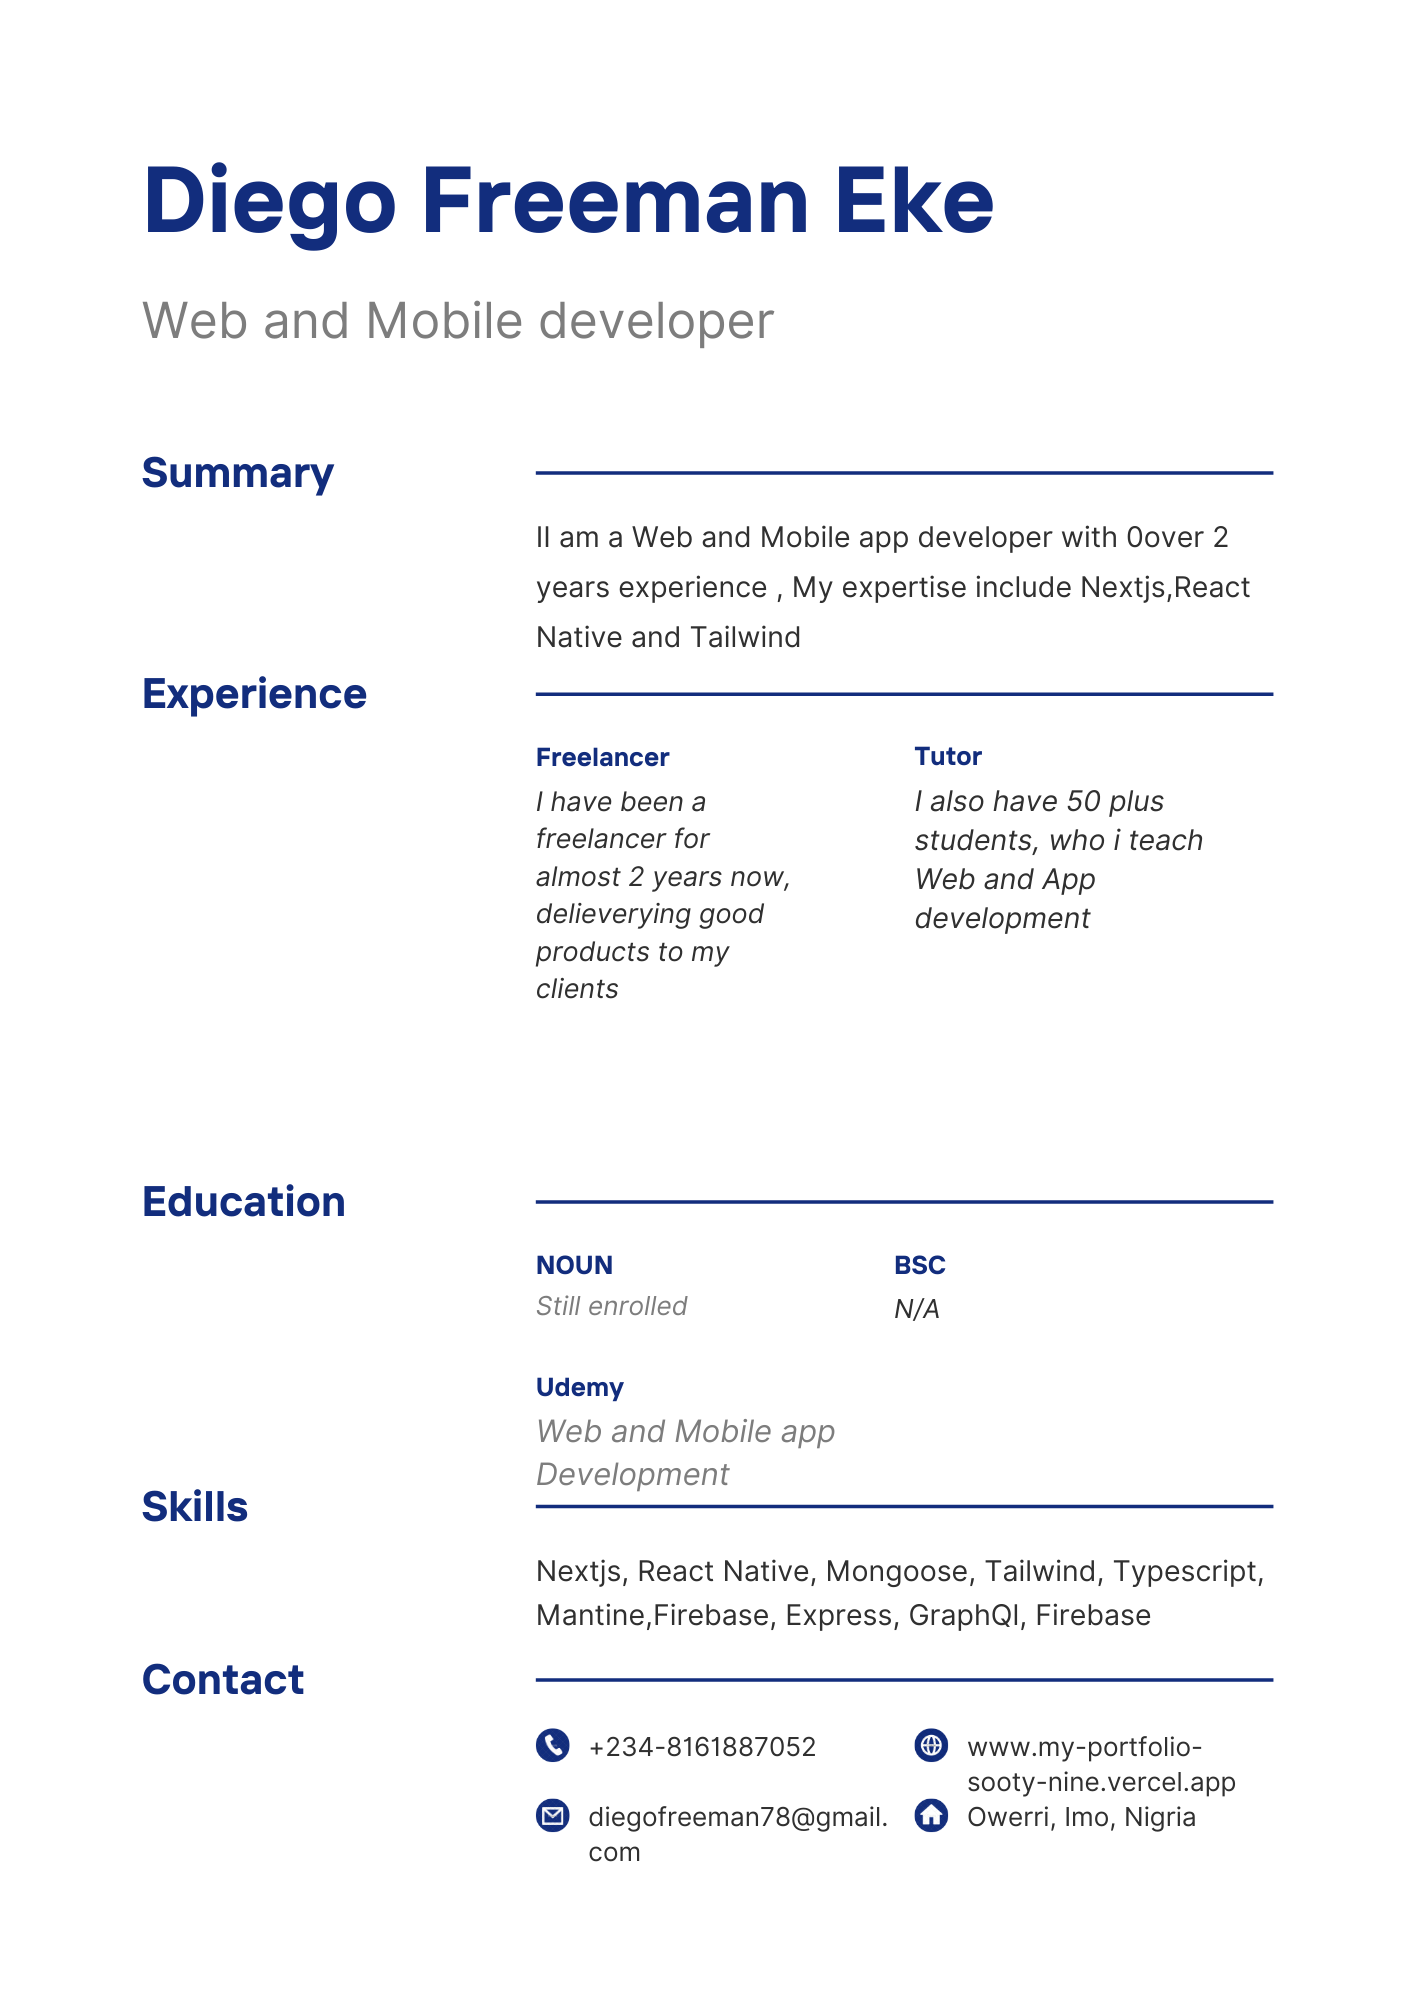 Diego Freeman Eke
Web and Mobile developer
Summary
II am a Web and Mobile app developer with 0over 2
years experience , My expertise include Nextjs,React
Native and Tailwind
Experience
Freelancer
I have been a
freelancer for
almost 2 years now,
delieverying good
products to my
clients
Tutor
I also have 50 plus
students, who i teach
Web and App
development
Education
NOUN
Still enrolled
BSC
N/A
Udemy
Web and Mobile app
Development
Skills
Nextjs, React Native, Mongoose, Tailwind, Typescript,
Mantine,Firebase, Express, GraphQl, Firebase
Contact
+234-8161887052
www.my-portfolio-
sooty-nine.vercel.app
diegofreeman78@gmail.
com
Owerri, Imo, Nigria